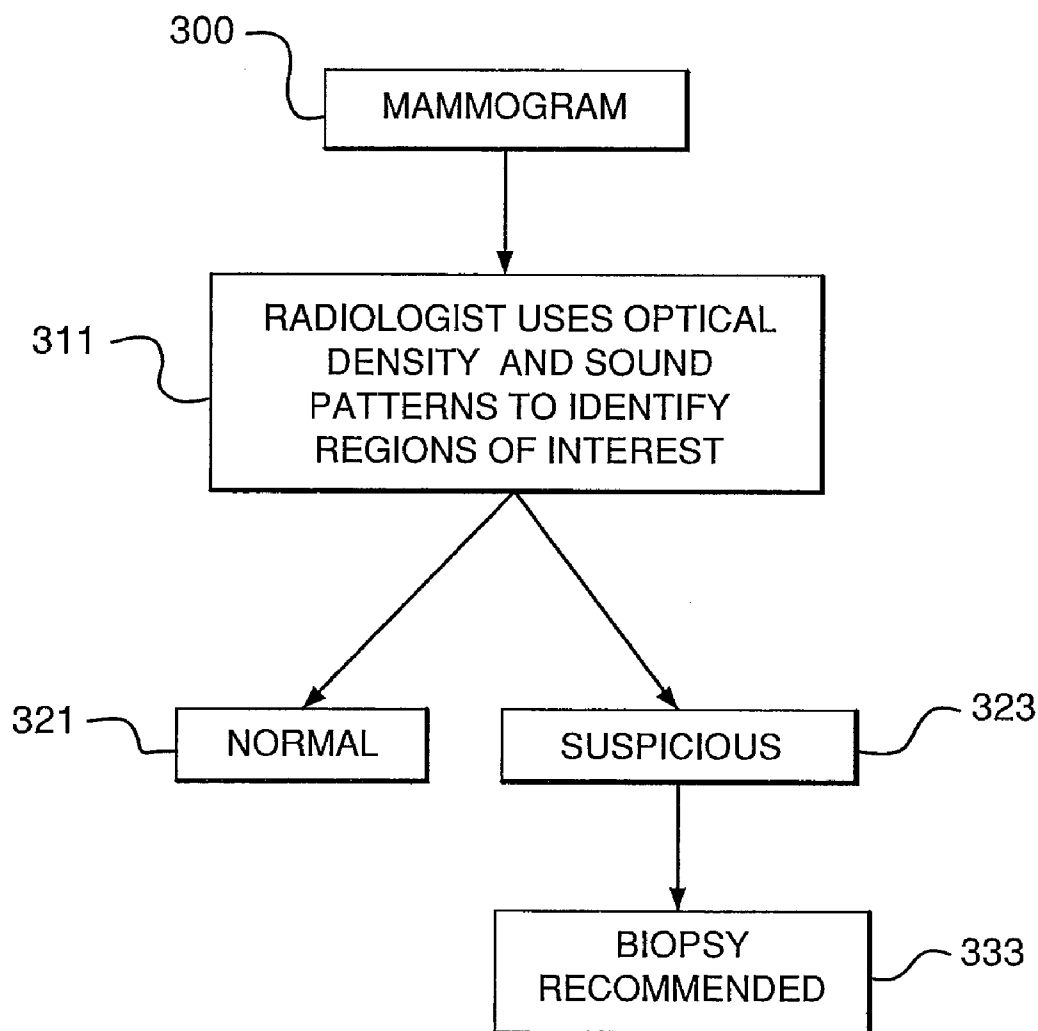 300
MAMMOGRAM
311
RADIOLOGIST USES OPTICAL
DENSITY AND SOUND
PATTERNS TO IDENTIFY
REGIONS OF INTEREST
321
NORMAL
SUSPICIOUS
323
BIOPSY
RECOMMENDED
333